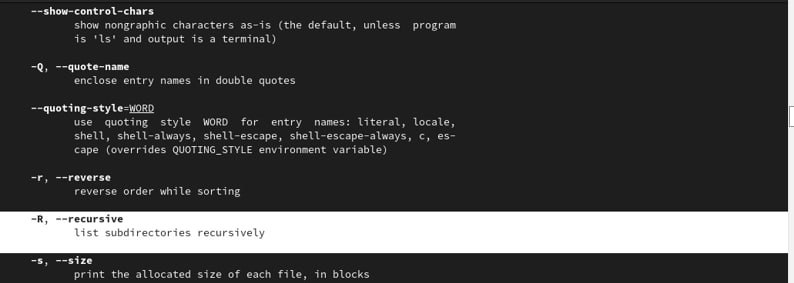 --show-control-chars
show nongraphic characters as-is (the default, unless program
is 'ls' and output is a terminal)
-Q, --quote-name
enclose entry names in double quotes
--quoting-style=WORD
use quoting style WORD for entry names: literal, locale,
shell, shell-always, shell-escape, shell-escape-always, c, es-
cape (overrides QUOTING_STYLE environment variable)
-r, --reverse
reverse order while sorting
-R, --recursive
list subdirectories recursively
-s, --size
print the allocated size of each file, in blocks